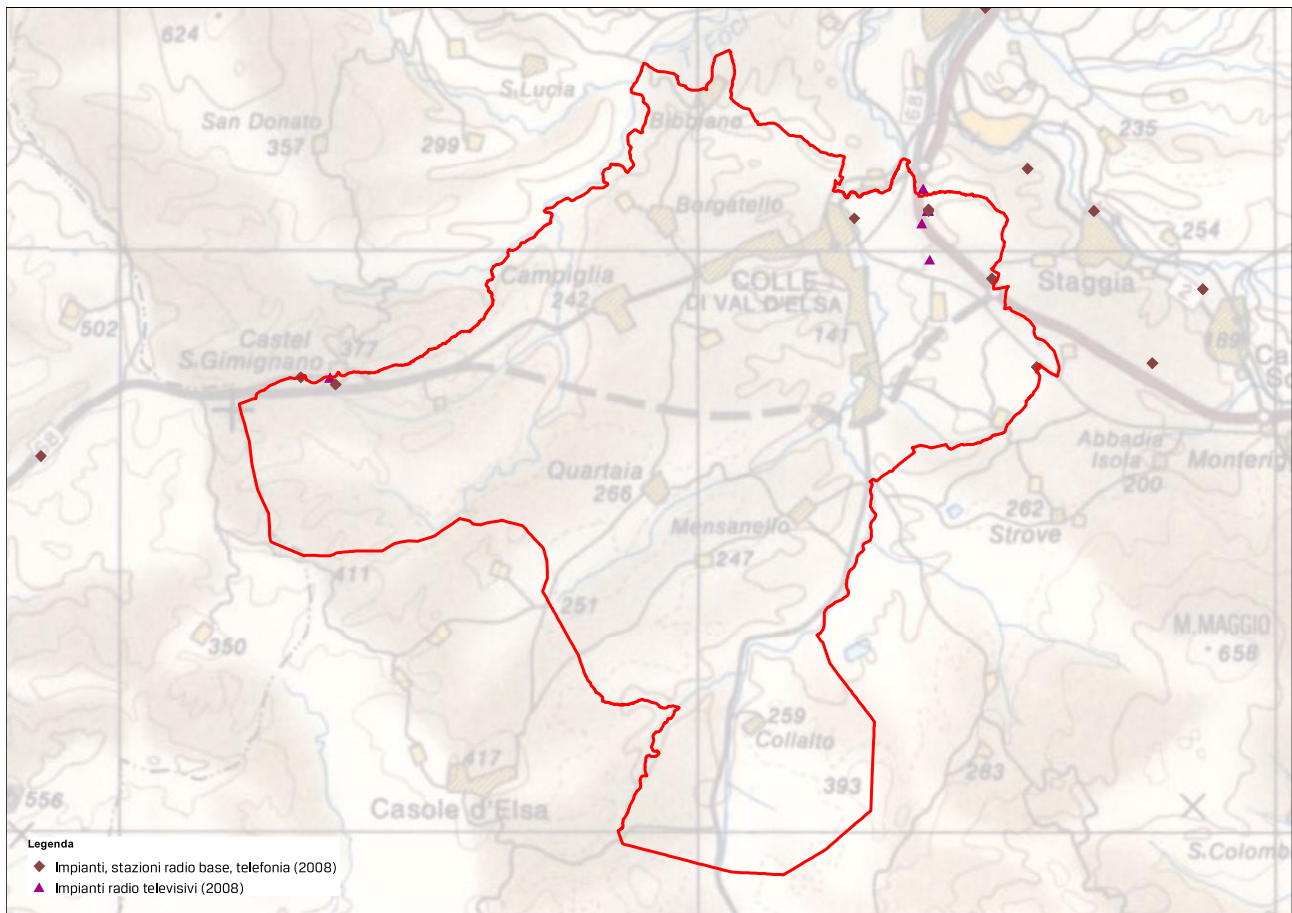 624
FOCI
S. Lucia
68
San Donato
357
299
Bibbiano
235
Borgatello
254
Campiglia
242
COLLE
DI VAL D'ELSA
141
Staggia
2
502
Castel
S. Gimignano
377
189
68
Abbadia
Isola
200
Quartaia
266
262
Strove
Mensanello
247
411
251
350
M. MAGGIO
658
259
Collalto
417
283
393
556
Casole d'Elsa
Legenda
Impianti, stazioni radio base, telefonia (2008)
Impianti radio televisivi (2008)